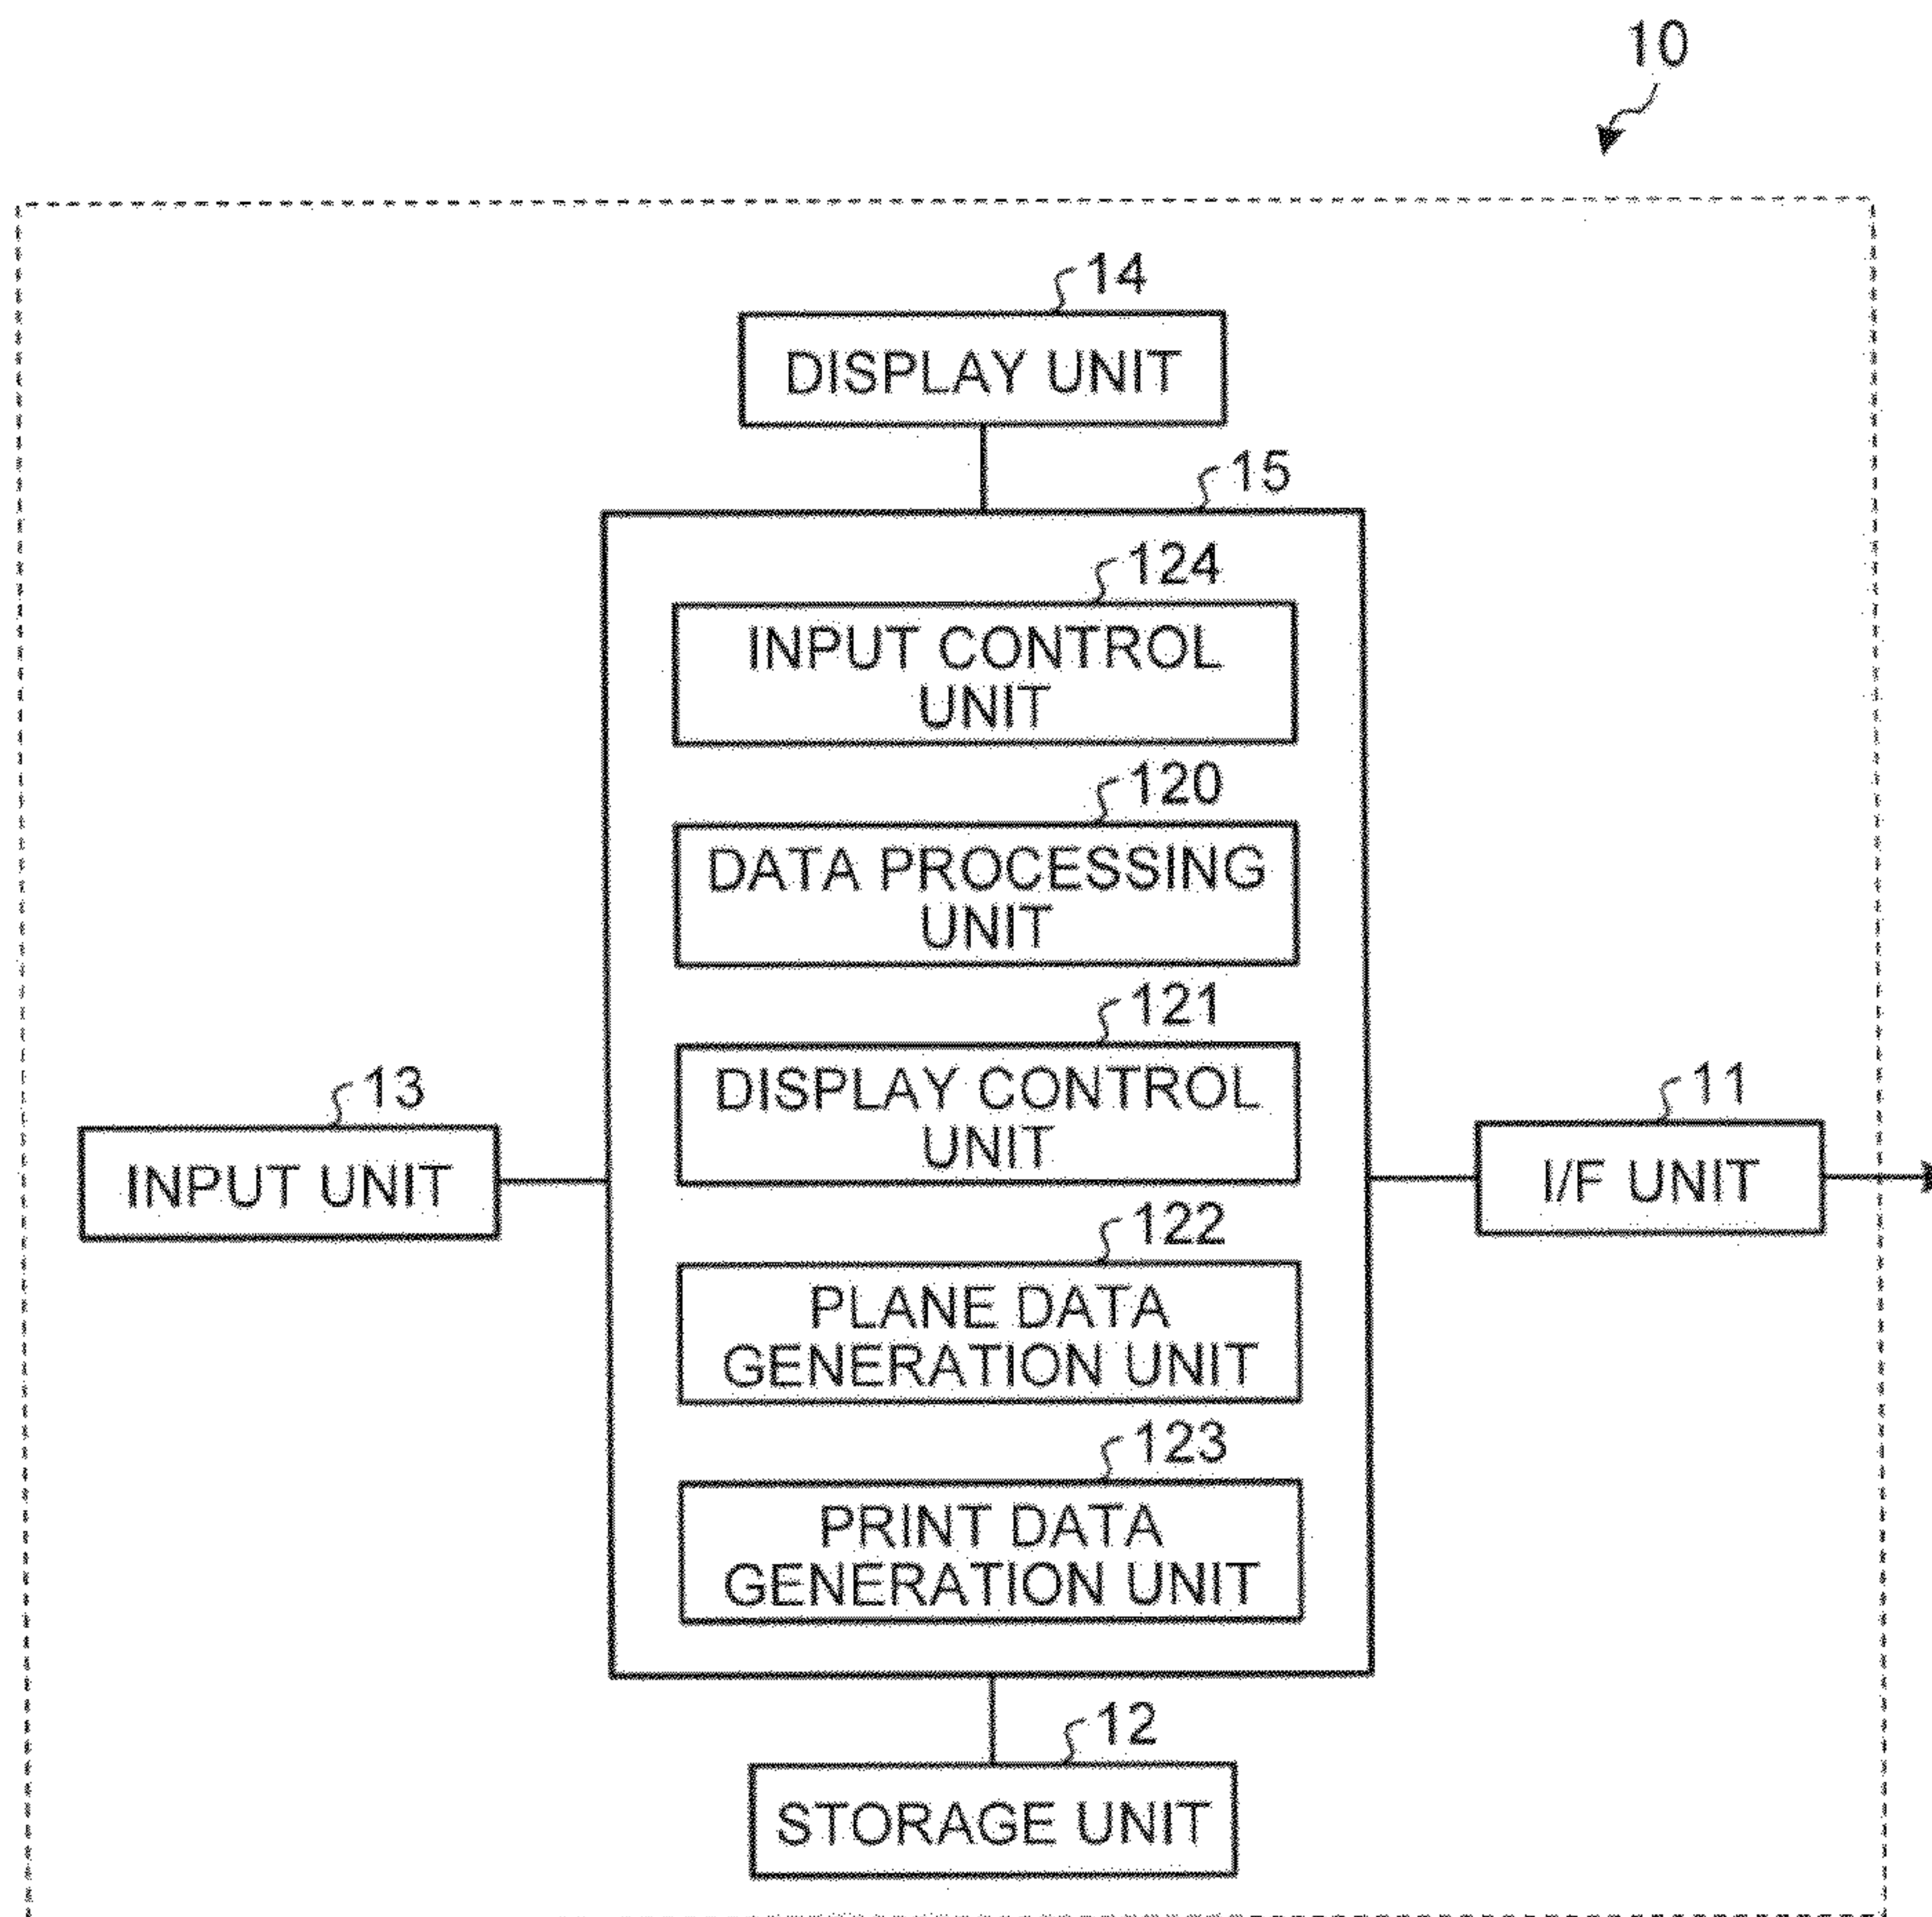 10
14
DISPLAY UNIT
15
124
INPUT CONTROL
UNIT
120
DATA PROCESSING
UNIT
121
DISPLAY CONTROL
UNIT
13
INPUT UNIT
11
I/F UNIT
122
PLANE DATA
GENERATION UNIT
123
PRINT DATA
GENERATION UNIT
12
STORAGE UNIT